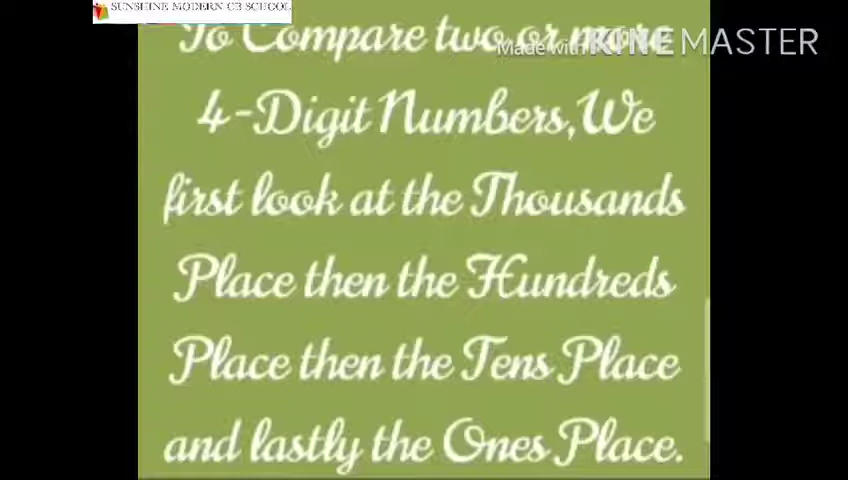 SUNSHINE MODERN CB SCHOOL
To Compare two or more
Made with KINEMASTER
4-Digit Numbers,We
first look at the Thousands
Place then the Hundreds
Place then the Tens Place
and lastly the Ones Place.